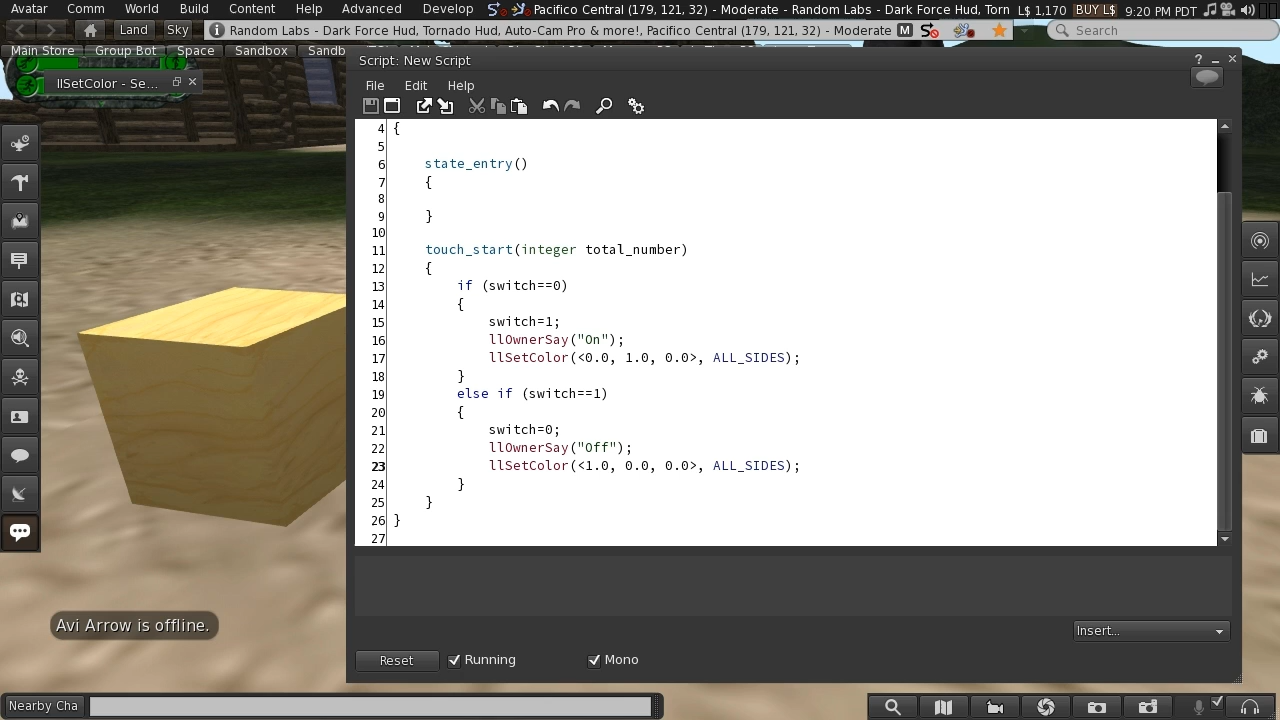 Avatar Comm World Build Content Help Advanced Develop Pacifico Central (179, 121, 32) - Moderate - Random Labs - Dark Force Hud, Torn L$ 1,170 BUY L$ 9:20 PM PDT
Land Sky Random Labs - Dark Force Hud, Tornado Hud, Auto-Cam Pro & more!, Pacifico Central (179, 121, 32) - Moderate M Search
Main Store Group Bot Space Sandbox Sandb
Script: New Script
llSetColor - Se...
File Edit Help
4 {
5
6 state_entry()
7 {
8
9 }
10
11 touch_start(integer total_number)
12 {
13 if (switch==0)
14 {
15 switch=1;
16 llOwnerSay("On");
17 llSetColor(<0.0, 1.0, 0.0>, ALL_SIDES);
18 }
19 else if (switch==1)
20 {
21 switch=0;
22 llOwnerSay("Off");
23 llSetColor(<1.0, 0.0, 0.0>, ALL_SIDES);
24 }
25 }
26 }
27
Avi Arrow is offline.
Insert...
Reset Running Mono
Nearby Cha